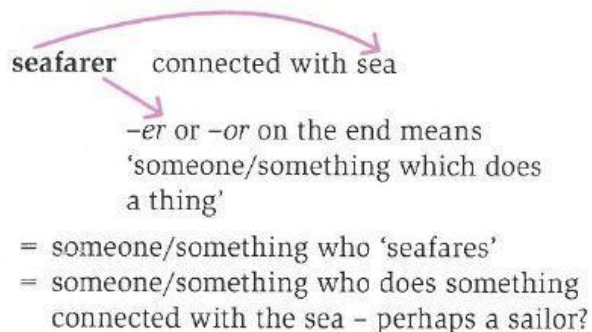 seafarer connected with sea
–er or –or on the end means
‘someone/something which does
a thing’
= someone/something who ‘seafares’
= someone/something who does something
connected with the sea – perhaps a sailor?